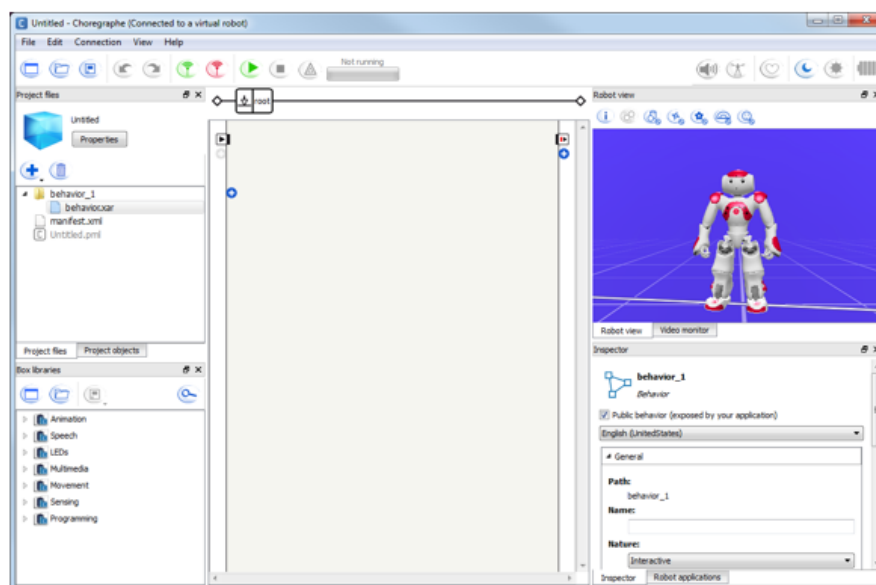 Untitled - Choregraphe (Connected to a virtual robot)
File Edit Connection View Help
Not running
Project files
Untitled
Properties
behavior_1
behavior.xar
manifest.xml
Untitled.pml
Project files Project objects
Box libraries
Animation
Speech
LEDs
Multimedia
Movement
Sensing
Programming
root
Robot view
Robot view Video monitor
Inspector
behavior_1
Behavior
Public behavior (exposed by your application)
English (UnitedStates)
General
Path:
behavior_1
Name:
Nature:
Interactive
Inspector Robot applications